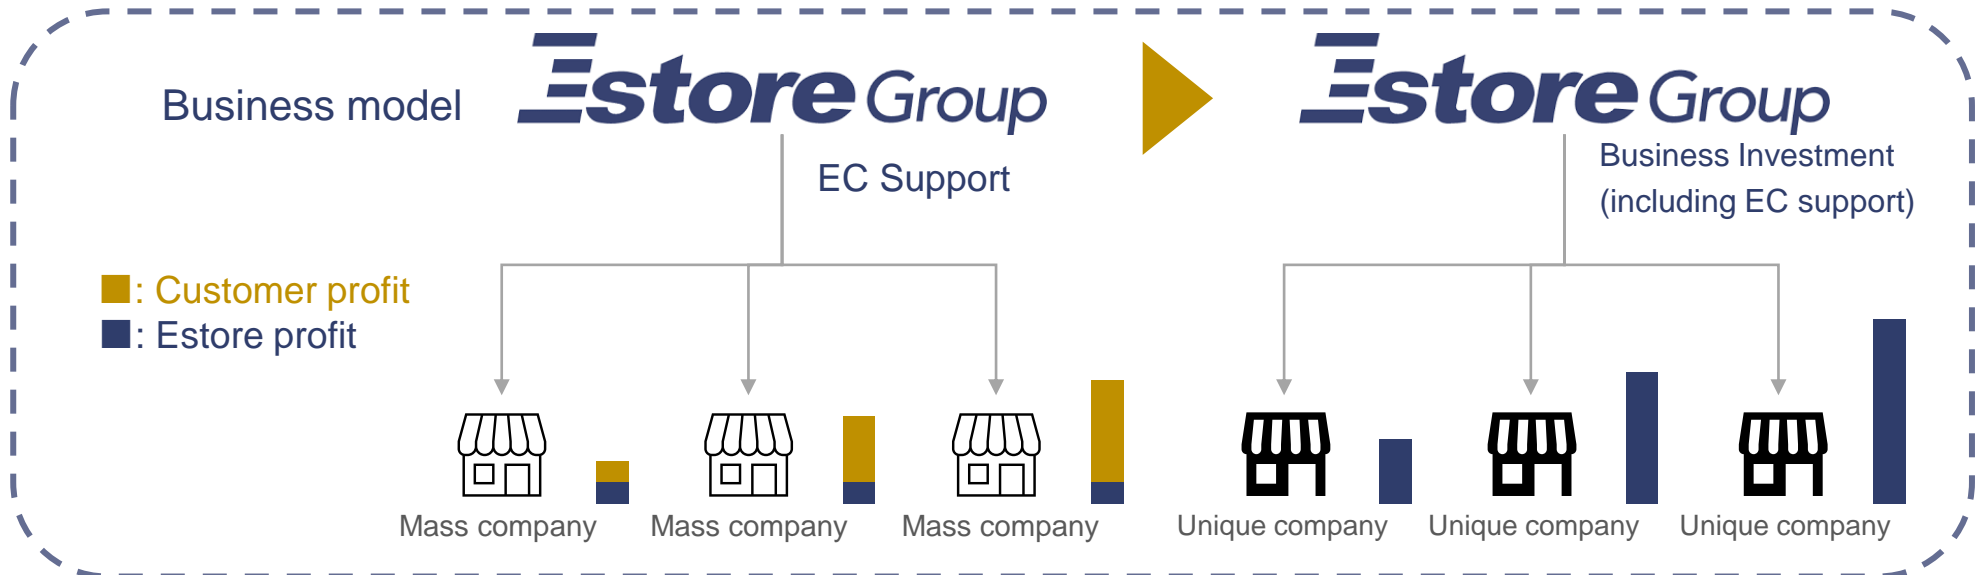 Business model
Estore Group
EC Support
: Customer profit
: Estore profit
Mass company
Mass company
Mass company
Estore Group
Business Investment
(including EC support)
Unique company
Unique company
Unique company